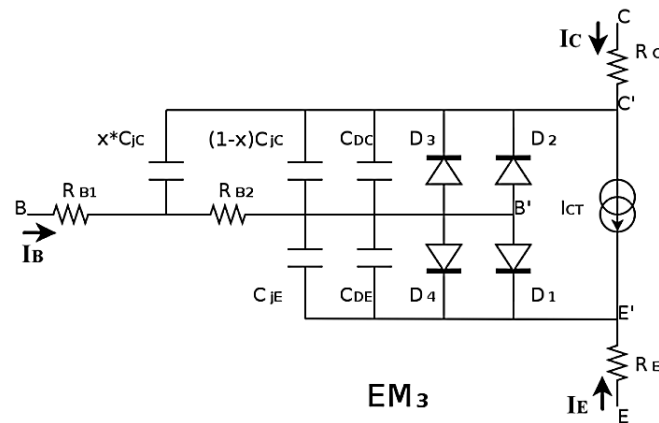 C
IC
RC
C'
x*CjC
(1-x)CjC
CDC
D3
D2
RB1
RB2
B
B'
ICT
IB
CjE
CDE
D4
D1
E'
RE
EM3
IE
E